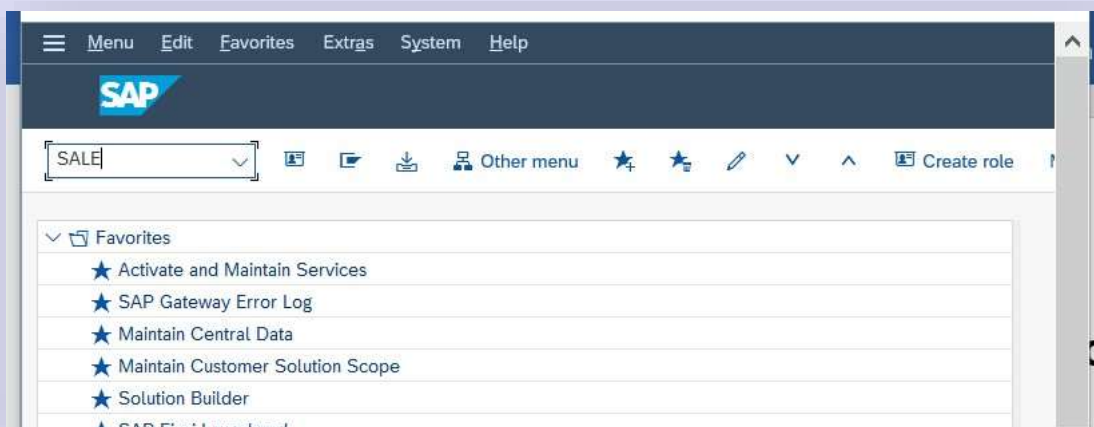 Menu Edit Favorites Extras System Help
SAP
SALE Other menu Create role
Favorites
Activate and Maintain Services
SAP Gateway Error Log
Maintain Central Data
Maintain Customer Solution Scope
Solution Builder